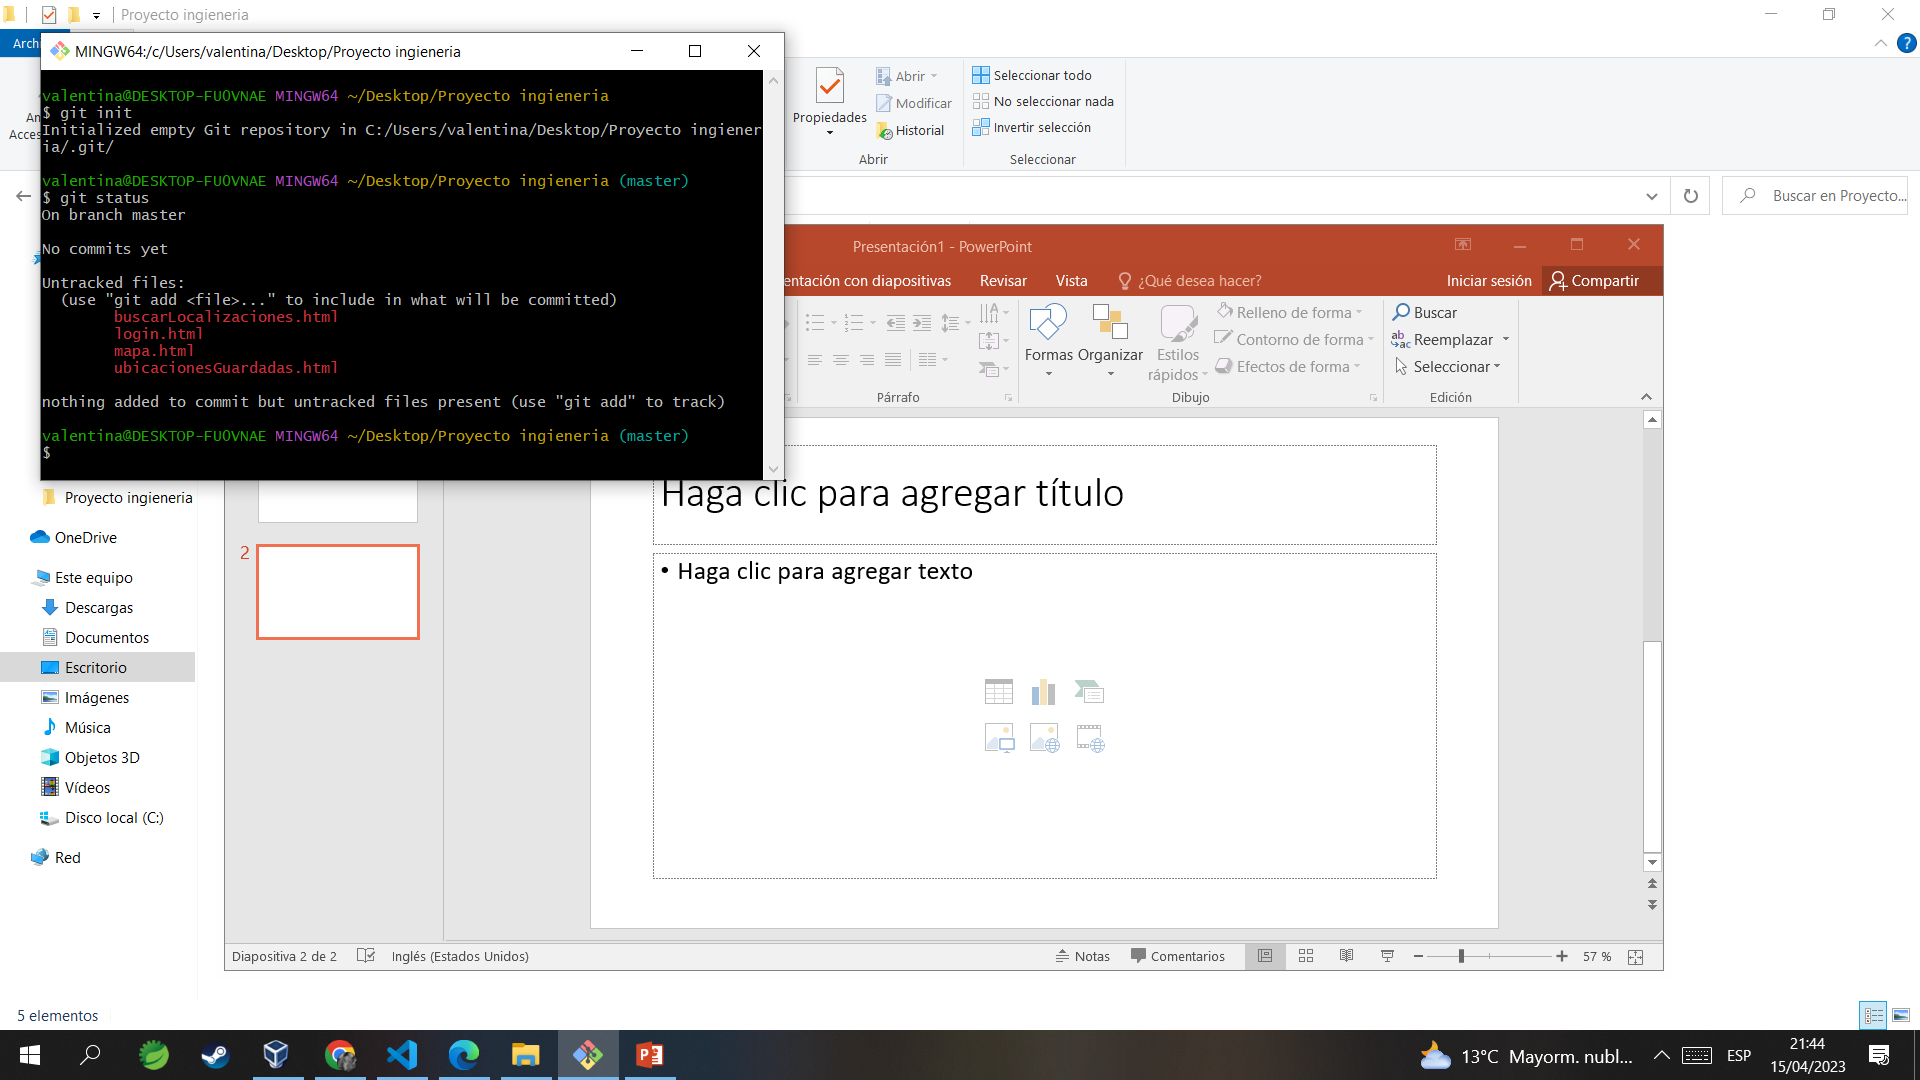 Proyecto ingieneria
MINGW64:/c/Users/valentina/Desktop/Proyecto ingieneria
valentina@DESKTOP-FUOVNAE MINGW64 ~/Desktop/Proyecto ingieneria
$ git init
Initialized empty Git repository in C:/Users/valentina/Desktop/Proyecto ingiener
ia/.git/
valentina@DESKTOP-FUOVNAE MINGW64 ~/Desktop/Proyecto ingieneria (master)
$ git status
On branch master
No commits yet
Untracked files:
(use "git add <file>..." to include in what will be committed)
buscarLocalizaciones.html
login.html
mapa.html
ubicacionesGuardadas.html
nothing added to commit but untracked files present (use "git add" to track)
valentina@DESKTOP-FUOVNAE MINGW64 ~/Desktop/Proyecto ingieneria (master)
$
Propiedades
Abrir
Modificar
Historial
Abrir
Seleccionar todo
No seleccionar nada
Invertir selección
Seleccionar
Buscar en Proyecto...
Presentación1 - PowerPoint
entación con diapositivas Revisar Vista ¿Qué desea hacer? Iniciar sesión Compartir
Párrafo
Formas
Organizar
Estilos
rápidos
Relleno de forma
Contorno de forma
Efectos de forma
Dibujo
Buscar
Reemplazar
Seleccionar
Edición
Haga clic para agregar título
• Haga clic para agregar texto
2
Proyecto ingieneria
OneDrive
Este equipo
Descargas
Documentos
Escritorio
Imágenes
Música
Objetos 3D
Vídeos
Disco local (C:)
Red
Diapositiva 2 de 2 Inglés (Estados Unidos) Notas Comentarios 57 %
5 elementos
13°C Mayorm. nubl... ESP
21:44
15/04/2023